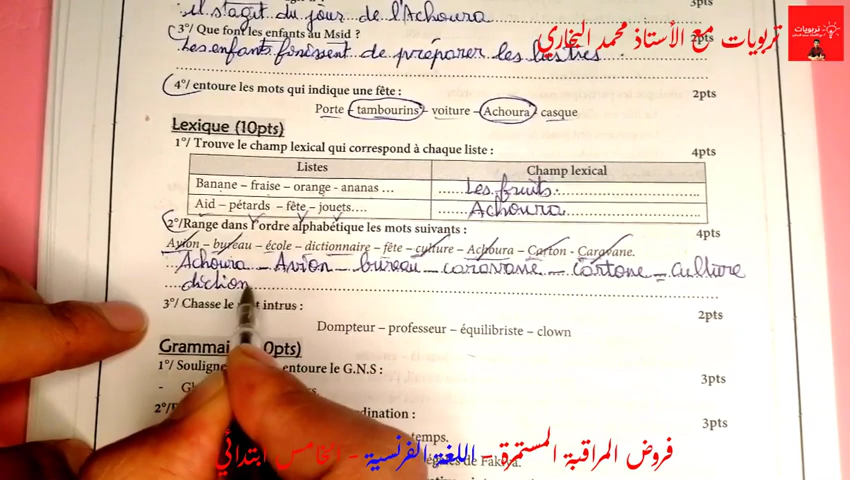 il s'agit du jour de l'Achoura
3pts
3°/ Que font les enfants au Msid ?
2pts
تربويات مع الأستاذ محمد البخاري
تربويات
Les enfants finissent de préparer les lustres.
4°/ entoure les mots qui indique une fête :
2pts
Porte – tambourins – voiture – Achoura – casque
Lexique (10pts)
1°/ Trouve le champ lexical qui correspond à chaque liste :
4pts
Listes Champ lexical
Banane – fraise – orange - ananas … Les fruits.
Aid – pétards – fête – jouets…. Achoura
2°/Range dans l'ordre alphabétique les mots suivants :
4pts
Avion – bureau – école – dictionnaire – fête – culture – Achoura – Carton - Caravane.
Achoura – Avion – bureau – caravane – cartone – culture
diction
3°/ Chasse le intrus :
2pts
Dompteur – professeur – équilibriste – clown
Grammai 0pts)
1°/ Soulign entoure le G.N.S :
3pts
2°/
dination :
3pts
temps.
فروض المراقبة المستمرة - اللغة الفرنسية - الخامس ابتدائي